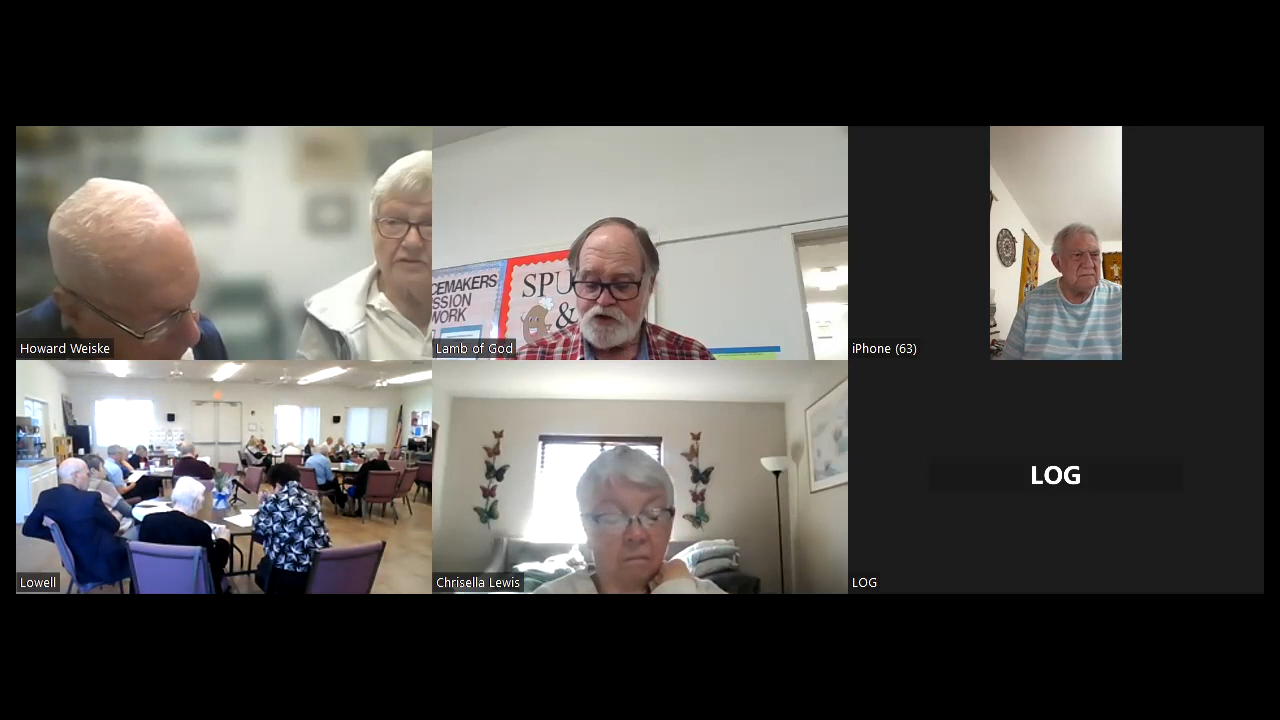 CEMAKERS
SSION
WORK
SPU
&
Howard Weiske
Lamb of God
iPhone (63)
LOG
Lowell
Chrisella Lewis
LOG